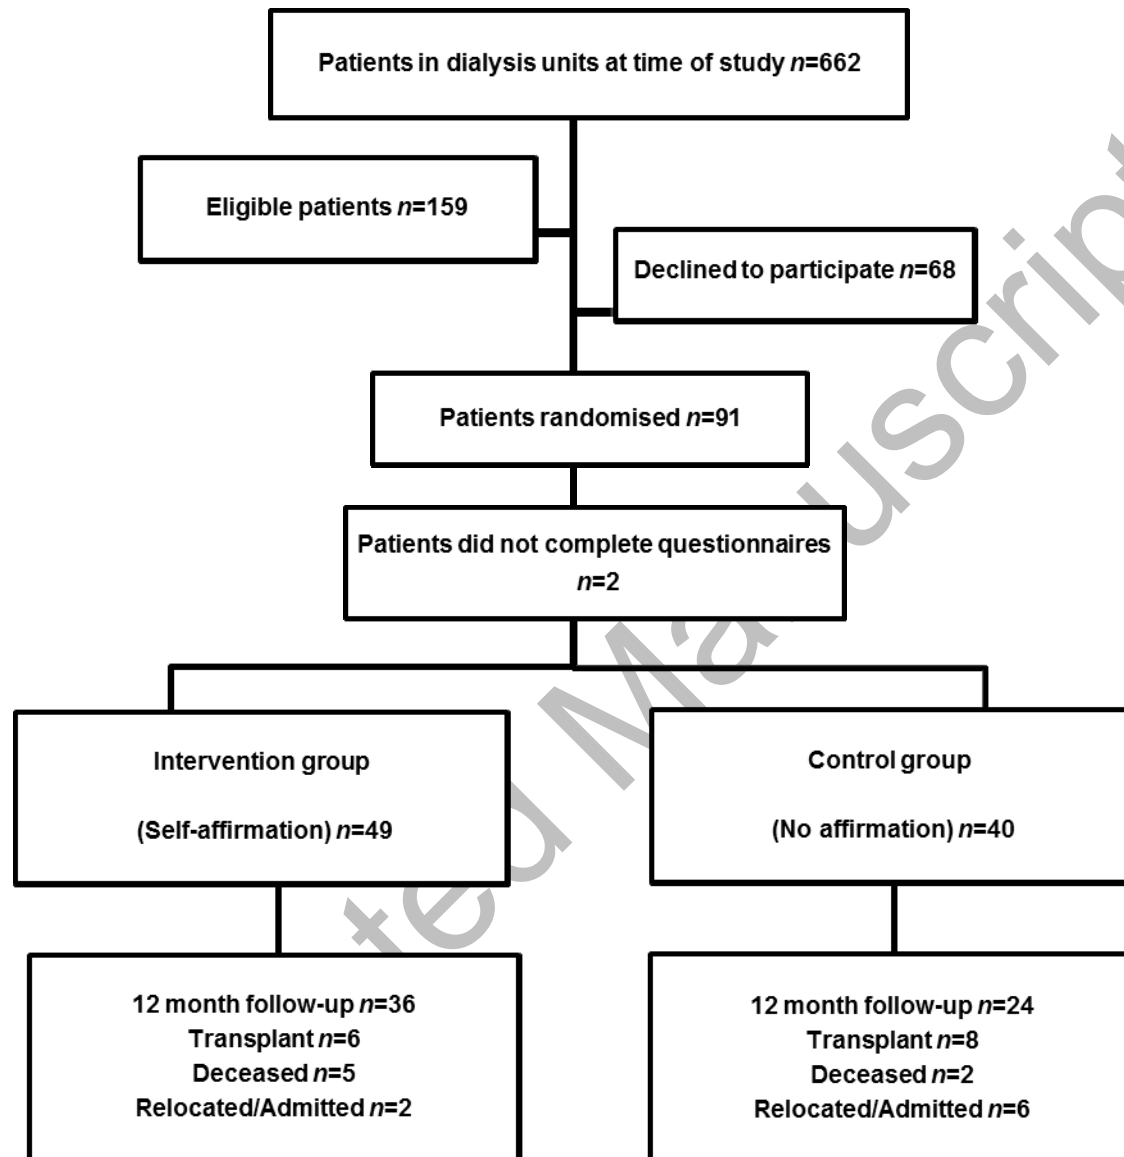 Patients in dialysis units at time of study n=662
Eligible patients n=159
Declined to participate n=68
Patients randomised n=91
Patients did not complete questionnaires
n=2
Intervention group
(Self-affirmation) n=49
Control group
(No affirmation) n=40
12 month follow-up n=36
Transplant n=6
Deceased n=5
Relocated/Admitted n=2
12 month follow-up n=24
Transplant n=8
Deceased n=2
Relocated/Admitted n=6
ted Manuscript